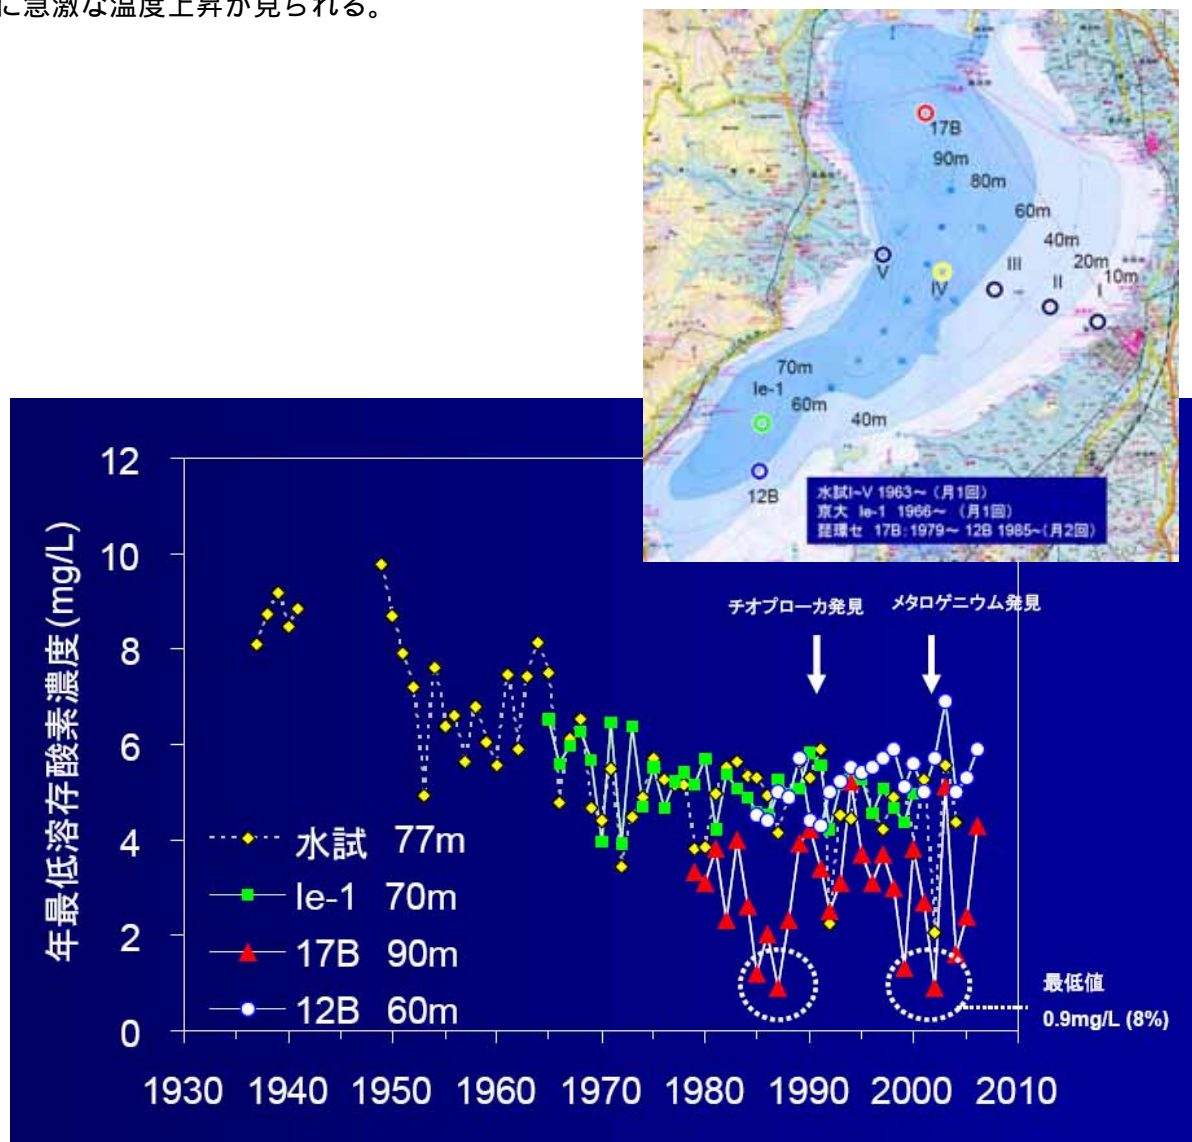 に急激な温度上昇が見られる。
17B
90m
80m
60m
40m
20m
10m
III
II
I
V
IV
70m
Ie-1
60m
40m
12B
水試I~V 1963~（月1回）
京大 Ie-1 1966~ （月1回）
琵環セ 17B:1979~ 12B 1985~(月2回)
チオプローカ発見
メタロゲニウム発見
年最低溶存酸素濃度(mg/L)
12
10
8
6
4
2
0
水試 77m
Ie-1 70m
17B 90m
12B 60m
最低値
0.9mg/L (8%)
1930 1940 1950 1960 1970 1980 1990 2000 2010